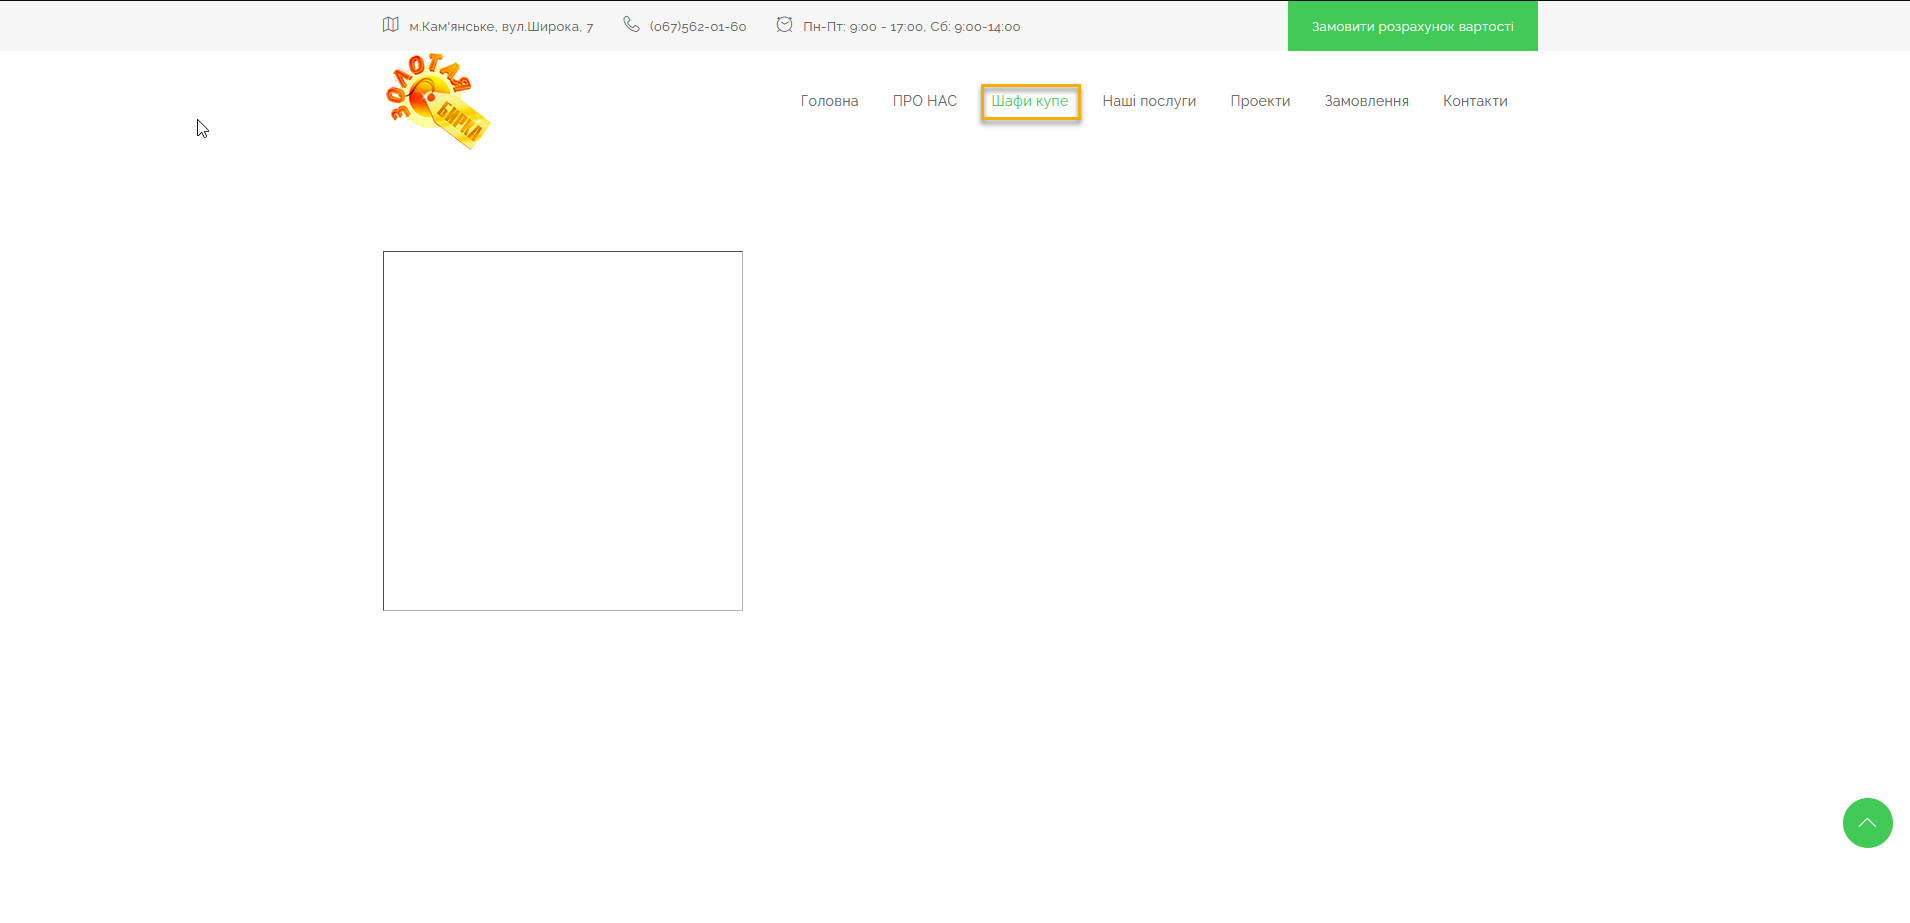 м.Кам'янське, вул.Широка, 7
(067)562-01-60
Пн-Пт: 9:00 - 17:00, Сб: 9:00-14:00
Замовити розрахунок вартості
ЗОЛОТАЯ
БИРКА
Головна
ПРО НАС
Шафи купе
Наші послуги
Проекти
Замовлення
Контакти